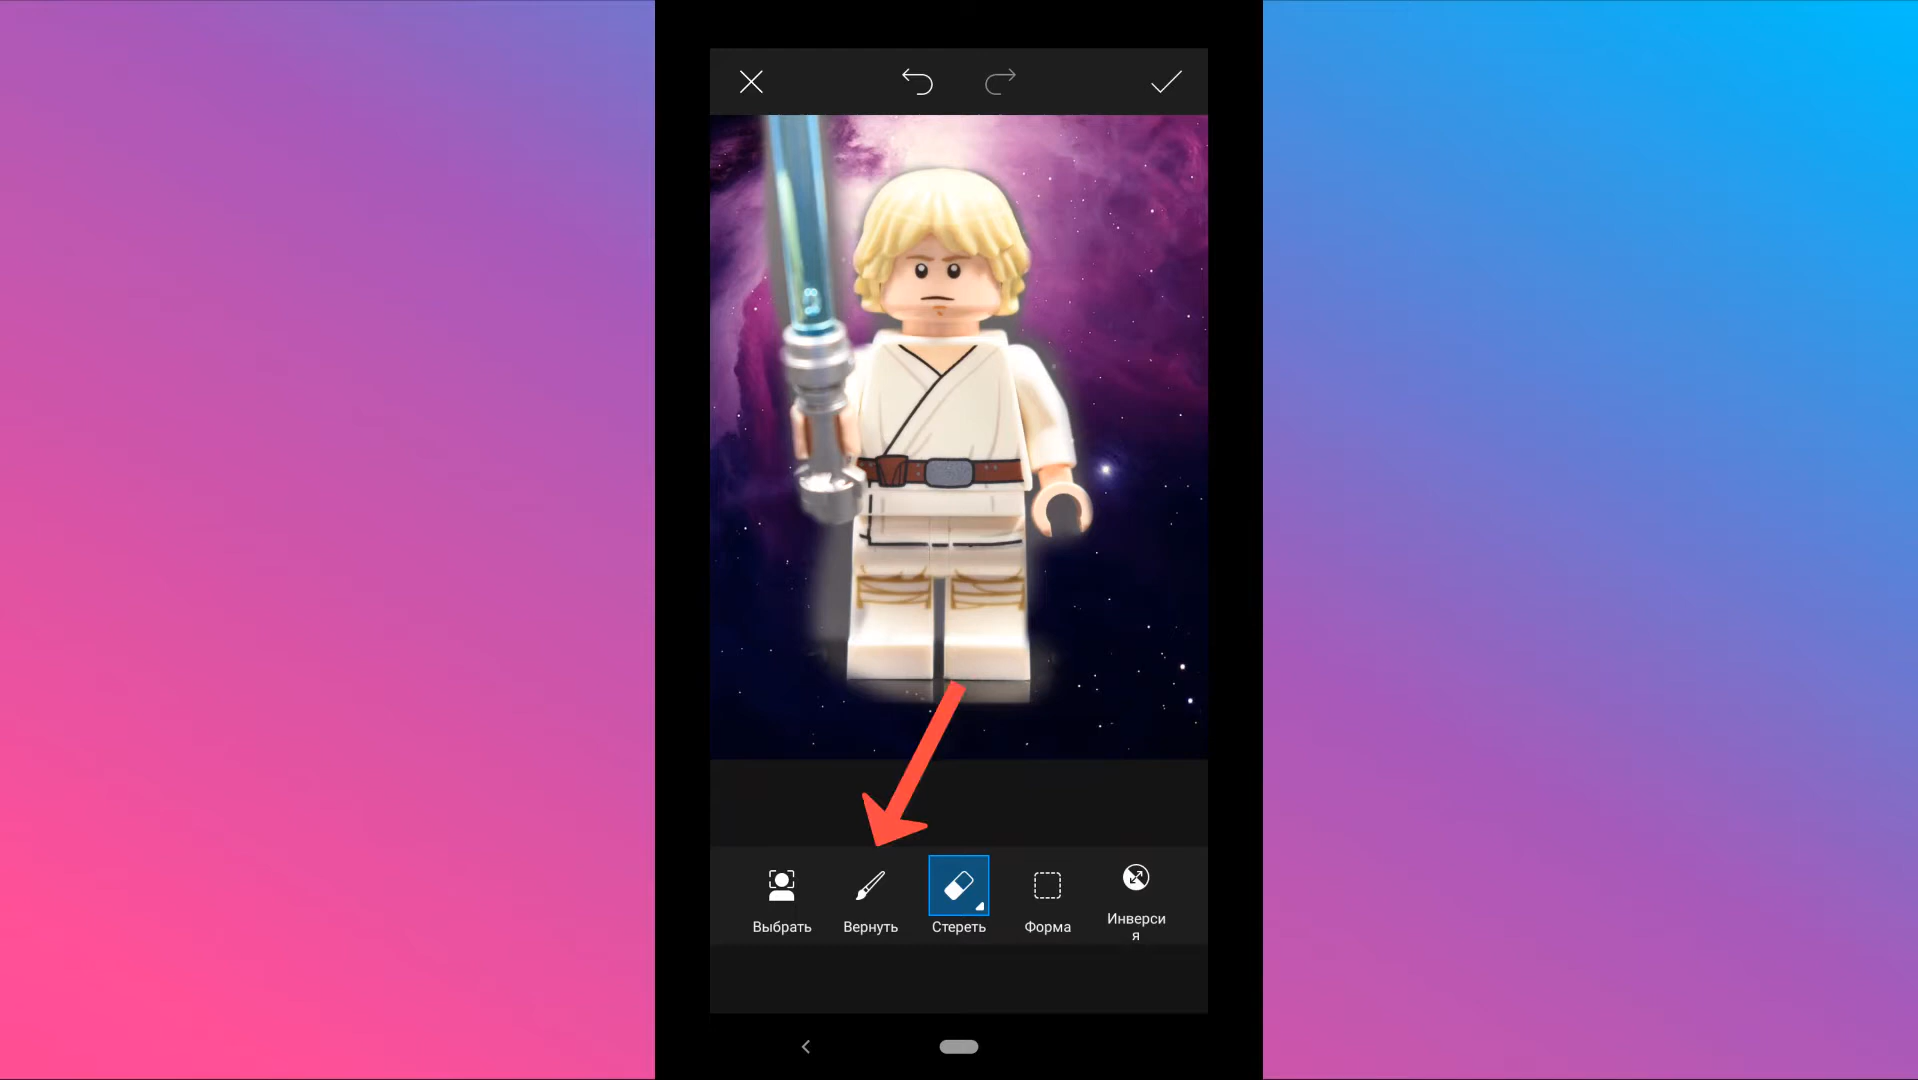 Выбрать
Вернуть
Стереть
Форма
Инверси
я